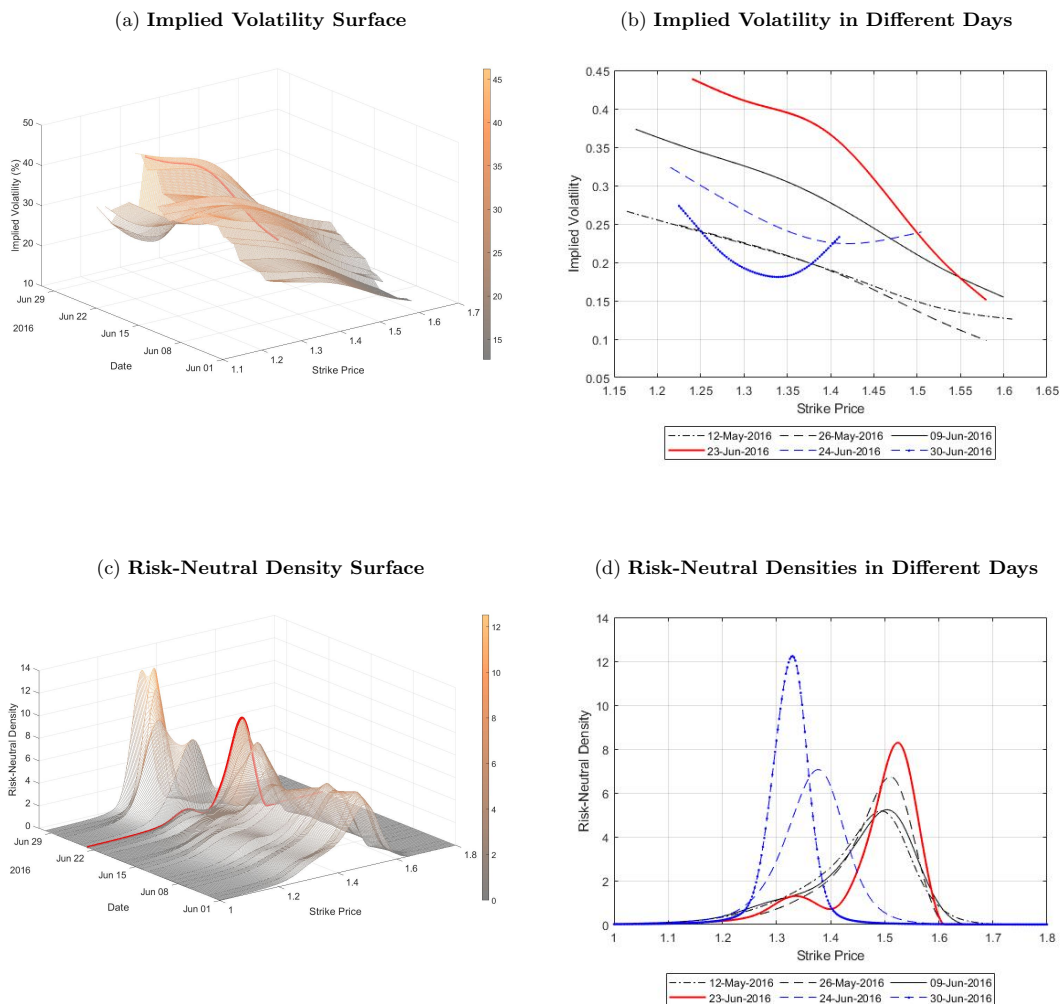 (a) Implied Volatility Surface
50
40
30
20
10
Implied Volatility (%)
Jun 29
Jun 22
Jun 15
Jun 08
Jun 01
2016
Date
1.1
1.2
1.3
1.4
1.5
1.6
1.7
Strike Price
45
40
35
30
25
20
15
(b) Implied Volatility in Different Days
0.45
0.4
0.35
0.3
0.25
0.2
0.15
0.1
0.05
Implied Volatility
1.15 1.2 1.25 1.3 1.35 1.4 1.45 1.5 1.55 1.6 1.65
Strike Price
12-May-2016 26-May-2016 09-Jun-2016
23-Jun-2016 24-Jun-2016 30-Jun-2016
(c) Risk-Neutral Density Surface
14
12
10
8
6
4
2
0
Risk-Neutral Density
Jun 29
Jun 22
Jun 15
Jun 08
Jun 01
2016
Date
1
1.2
1.4
1.6
1.8
Strike Price
12
10
8
6
4
2
0
(d) Risk-Neutral Densities in Different Days
14
12
10
8
6
4
2
0
Risk-Neutral Density
1 1.1 1.2 1.3 1.4 1.5 1.6 1.7 1.8
Strike Price
12-May-2016 26-May-2016 09-Jun-2016
23-Jun-2016 24-Jun-2016 30-Jun-2016